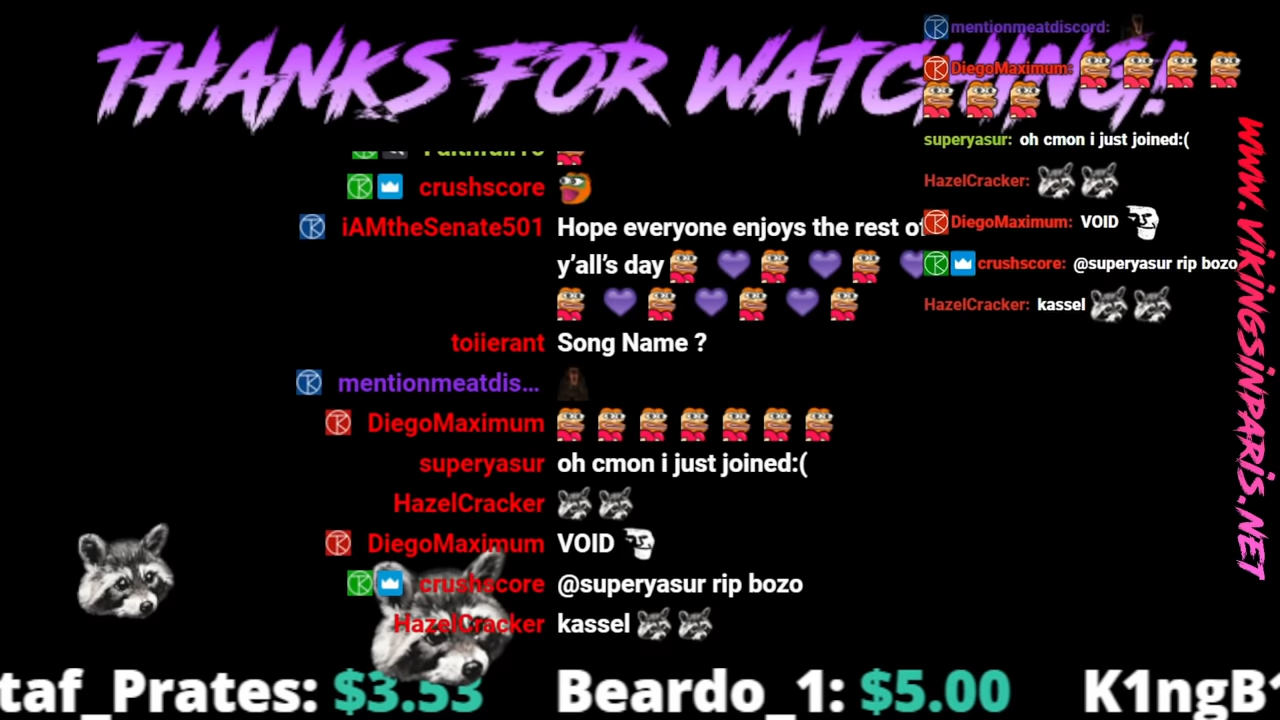 THANKS FOR WATCHING!
crushscore
iAMtheSenate501 Hope everyone enjoys the rest of
y’all’s day
toiierant Song Name ?
mentionmeatdis...
DiegoMaximum
superyasur oh cmon i just joined:(
HazelCracker
DiegoMaximum VOID
crushscore @superyasur rip bozo
HazelCracker kassel
mentionmeatdiscord:
DiegoMaximum:
superyasur: oh cmon i just joined:(
HazelCracker:
DiegoMaximum: VOID
crushscore: @superyasur rip bozo
HazelCracker: kassel
WWW.VIKINGSINPARIS.NET
taf_Prates: $3.53 Beardo_1: $5.00 K1ngB1